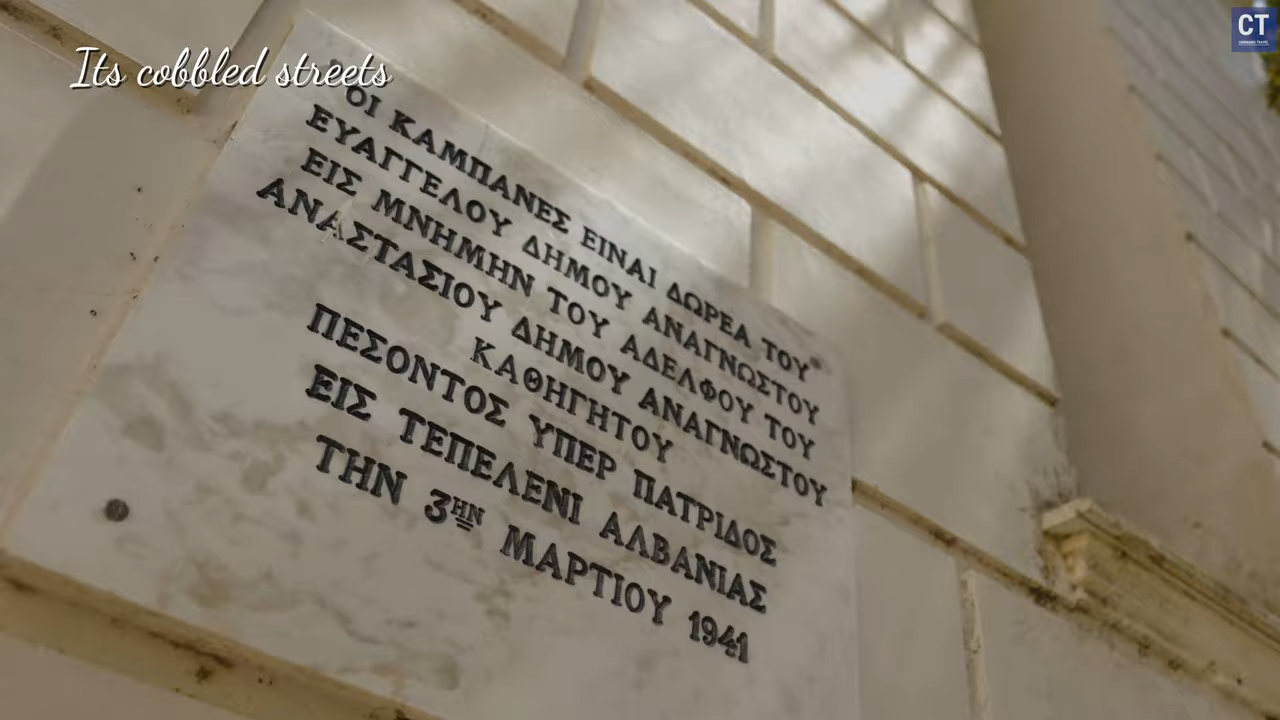 Its cobbled streets
CT
ΟΙ ΚΑΜΠΑΝΕΣ ΕΙΝΑΙ ΔΩΡΕΑ ΤΟΥ
ΕΥΑΓΓΕΛΟΥ ΔΗΜΟΥ ΑΝΑΓΝΩΣΤΟΥ
ΕΙΣ ΜΝΗΜΗΝ ΤΟΥ ΑΔΕΛΦΟΥ ΤΟΥ
ΑΝΑΣΤΑΣΙΟΥ ΔΗΜΟΥ ΑΝΑΓΝΩΣΤΟΥ
ΚΑΘΗΓΗΤΟΥ
ΠΕΣΟΝΤΟΣ ΥΠΕΡ ΠΑΤΡΙΔΟΣ
ΕΙΣ ΤΕΠΕΛΕΝΙ ΑΛΒΑΝΙΑΣ
ΤΗΝ 3ΗΝ ΜΑΡΤΙΟΥ 1941